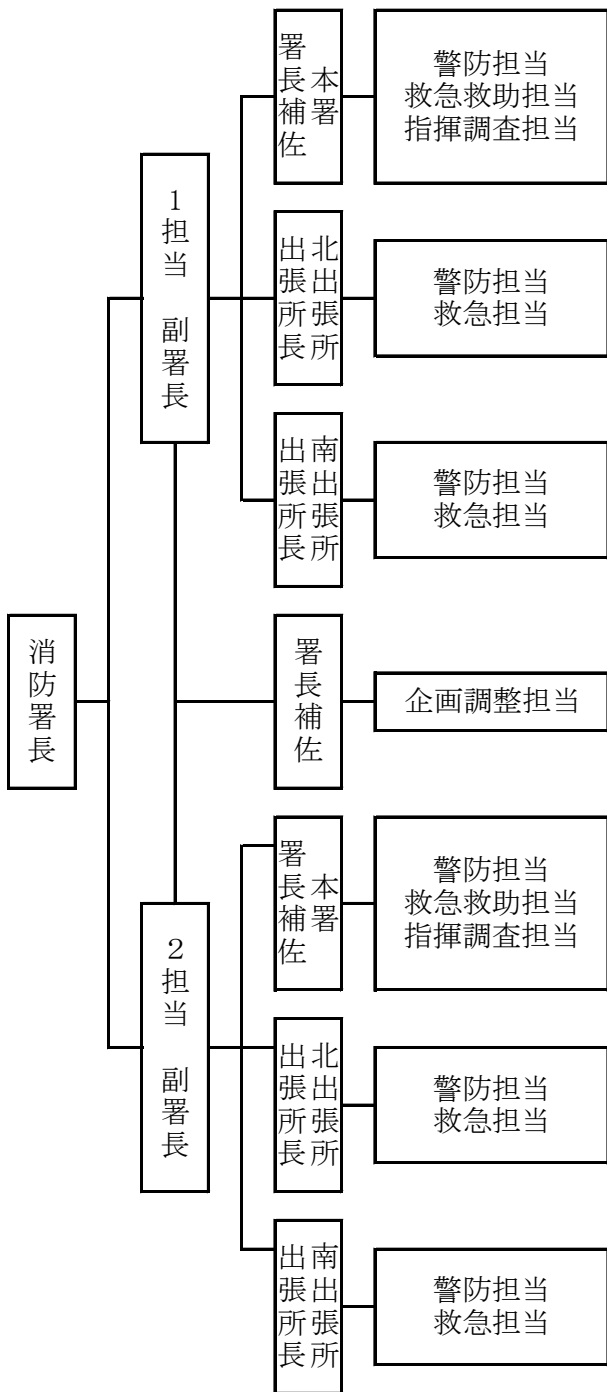 消防署長
1担当 副署長
本署
署長補佐
警防担当
救急救助担当
指揮調査担当
北出張所
出張所長
警防担当
救急担当
南出張所
出張所長
警防担当
救急担当
署長補佐
企画調整担当
2担当 副署長
本署
署長補佐
警防担当
救急救助担当
指揮調査担当
北出張所
出張所長
警防担当
救急担当
南出張所
出張所長
警防担当
救急担当